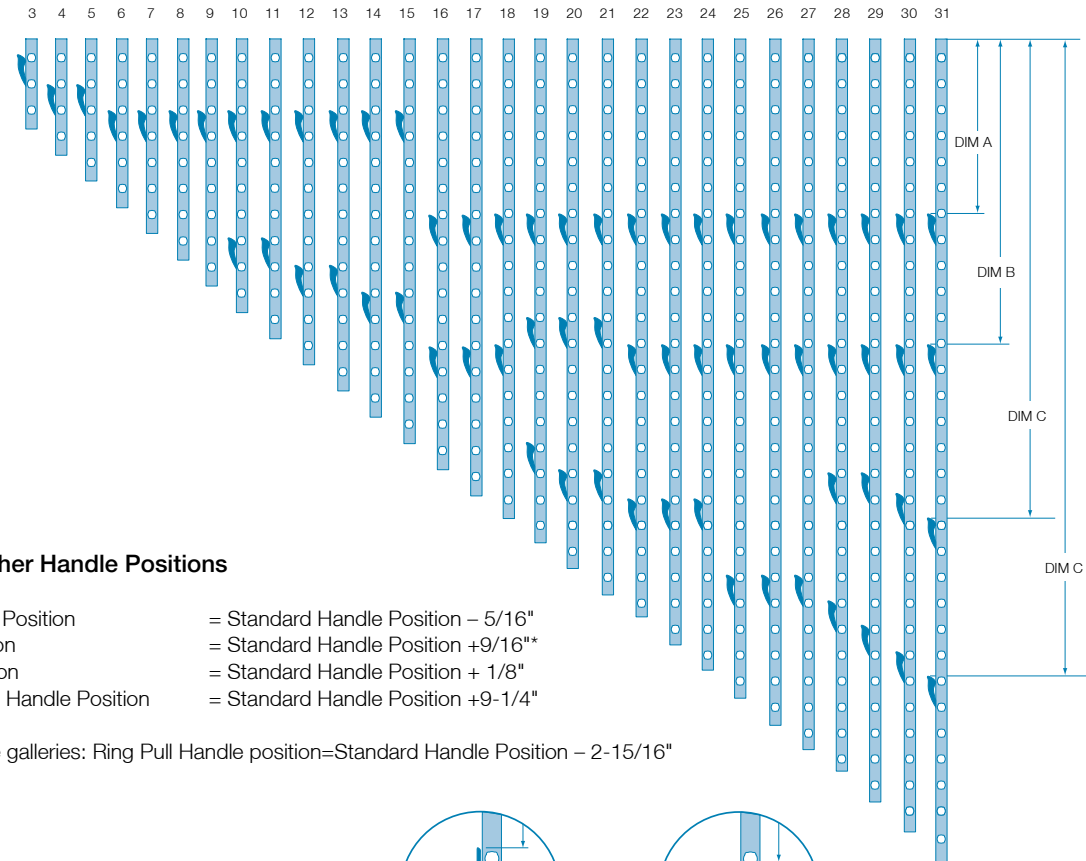 3 4 5 6 7 8 9 10 11 12 13 14 15 16 17 18 19 20 21 22 23 24 25 26 27 28 29 30 31
DIM A
DIM B
DIM C
DIM C
Handle Positions
Position = Standard Handle Position – 5/16"
= Standard Handle Position +9/16"*
= Standard Handle Position + 1/8"
Handle Position = Standard Handle Position +9-1/4"
galleries: Ring Pull Handle position=Standard Handle Position – 2-15/16"